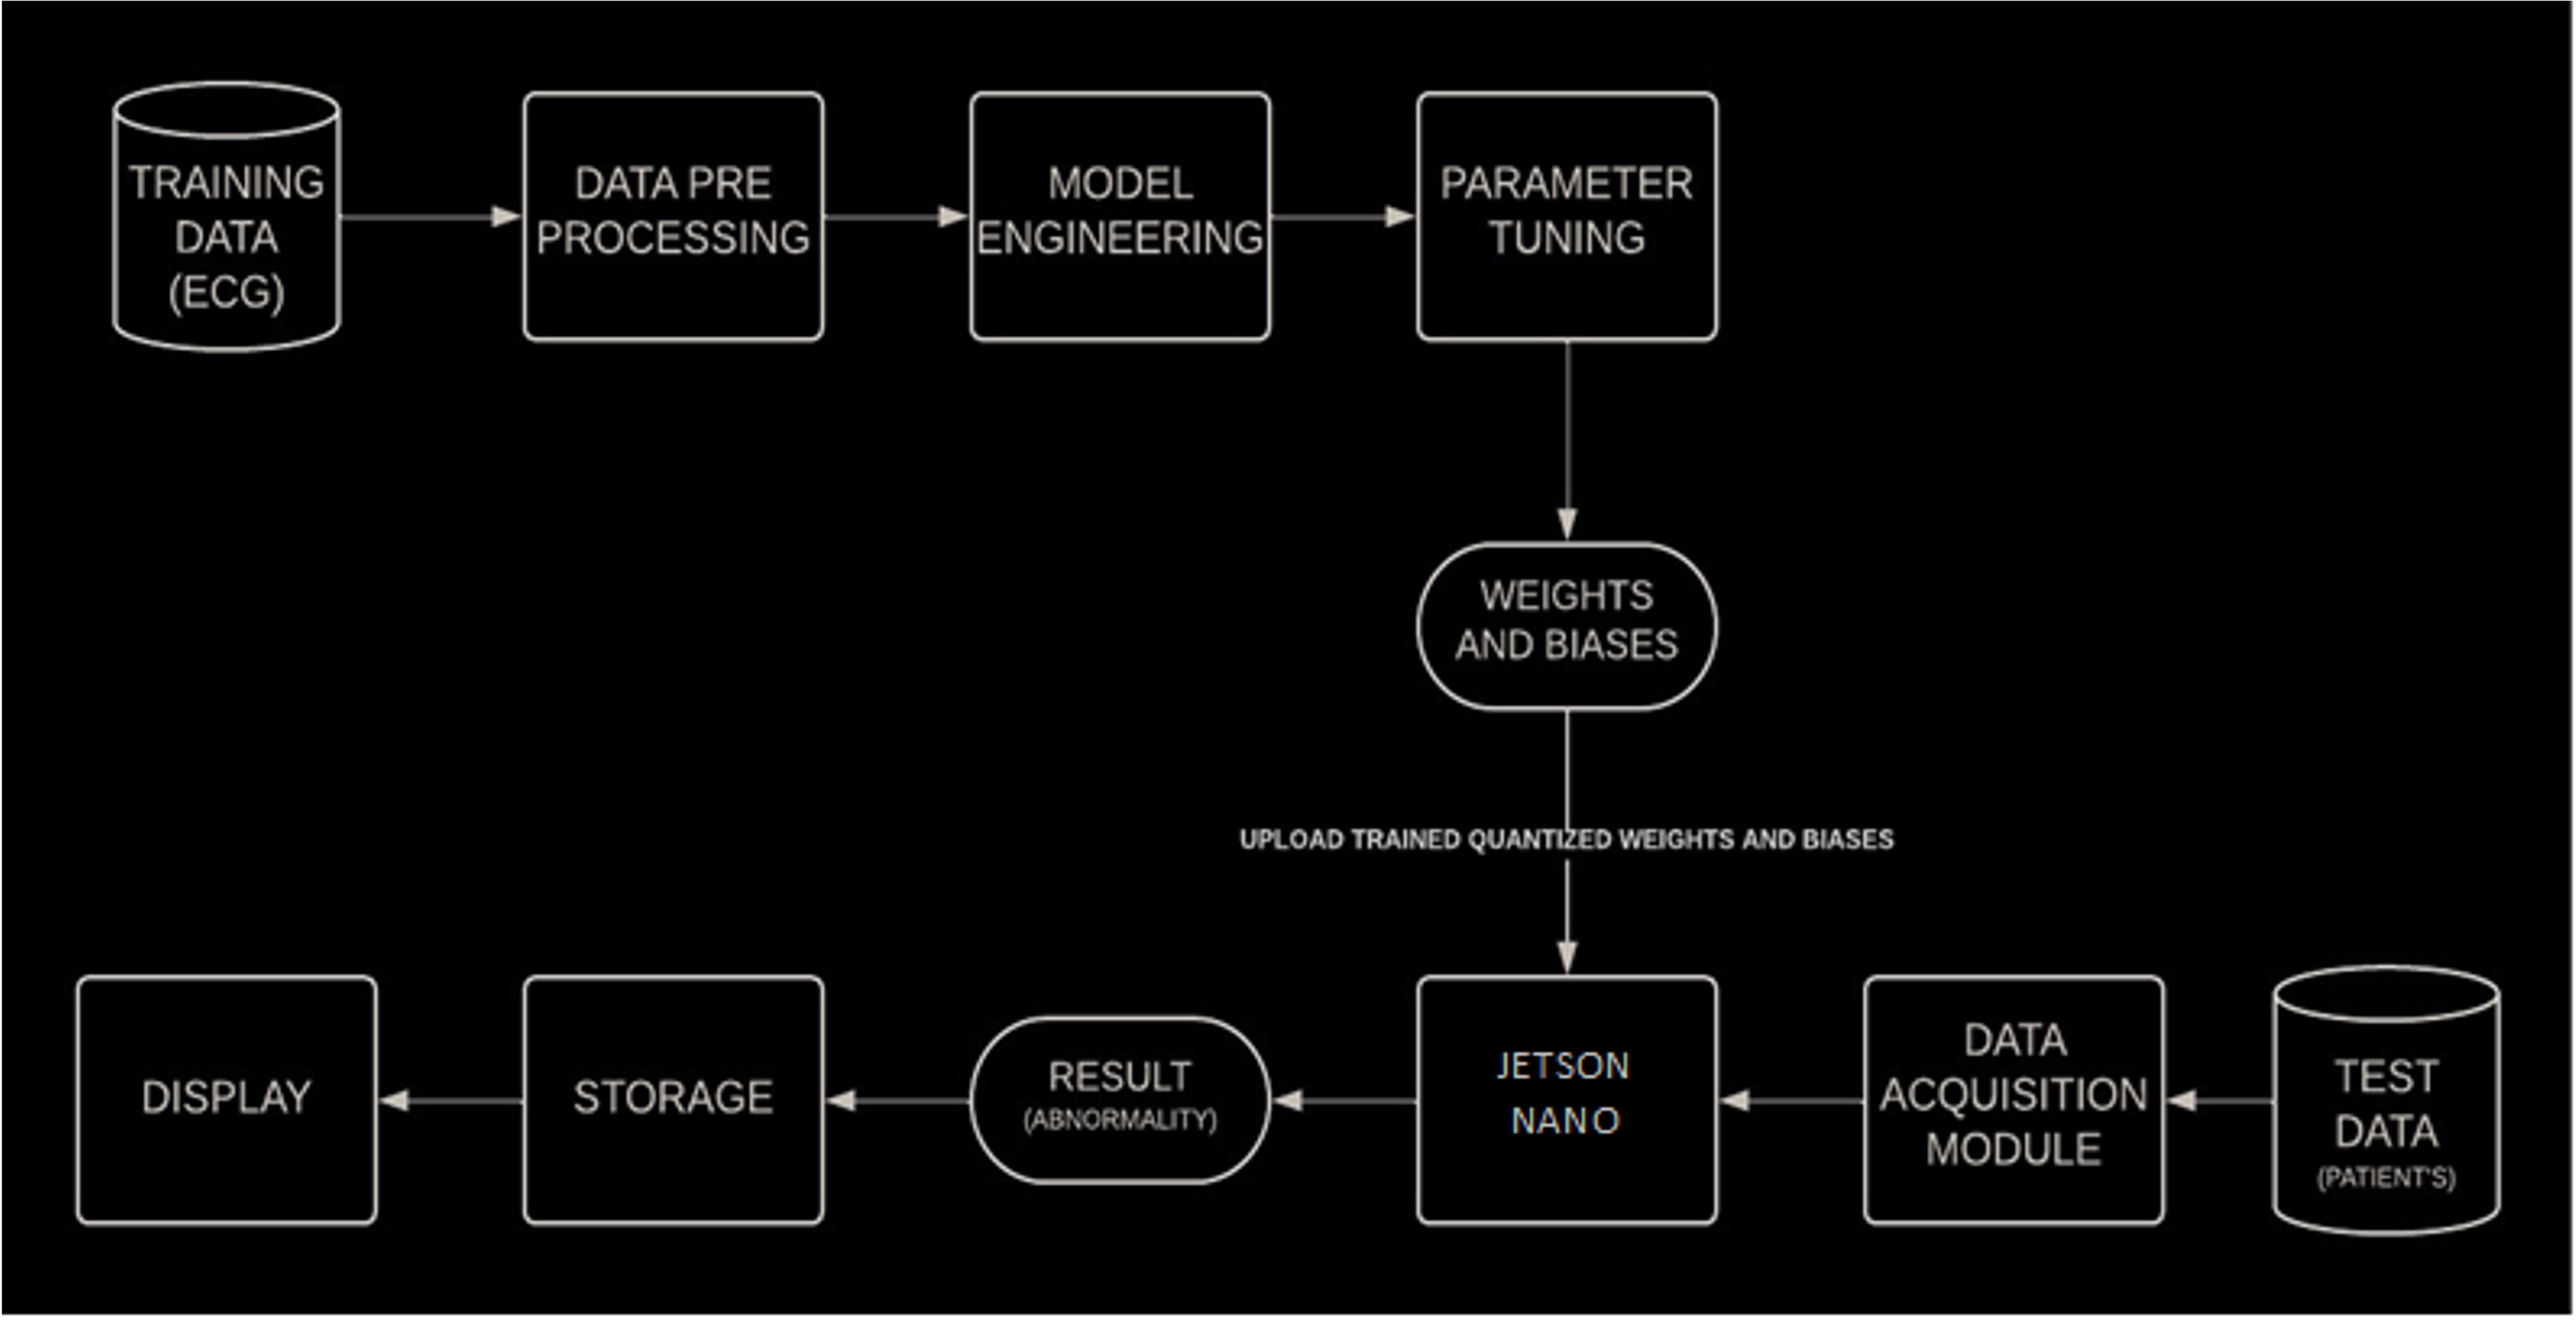 TRAINING
DATA
(ECG)
DATA PRE
PROCESSING
MODEL
ENGINEERING
PARAMETER
TUNING
WEIGHTS
AND BIASES
UPLOAD TRAINED QUANTIZED WEIGHTS AND BIASES
DISPLAY
STORAGE
RESULT
(ABNORMALITY)
JETSON
NANO
DATA
ACQUISITION
MODULE
TEST
DATA
(PATIENT'S)